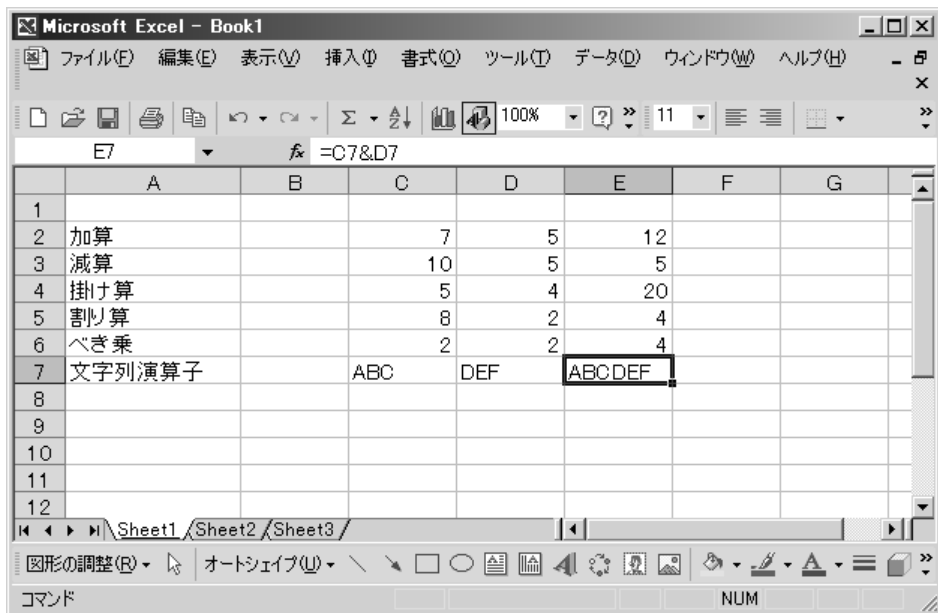 Microsoft Excel - Book1
ファイル(F) 編集(E) 表示(V) 挿入(I) 書式(O) ツール(T) データ(D) ウィンドウ(W) ヘルプ(H)
100% 11
E7 fx =C7&D7
A B C D E F G
1
2 加算 7 5 12
3 減算 10 5 5
4 掛け算 5 4 20
5 割り算 8 2 4
6 べき乗 2 2 4
7 文字列演算子 ABC DEF ABCDEF
8
9
10
11
12
Sheet1 Sheet2 Sheet3
図形の調整(R) オートシェイプ(U)
コマンド NUM